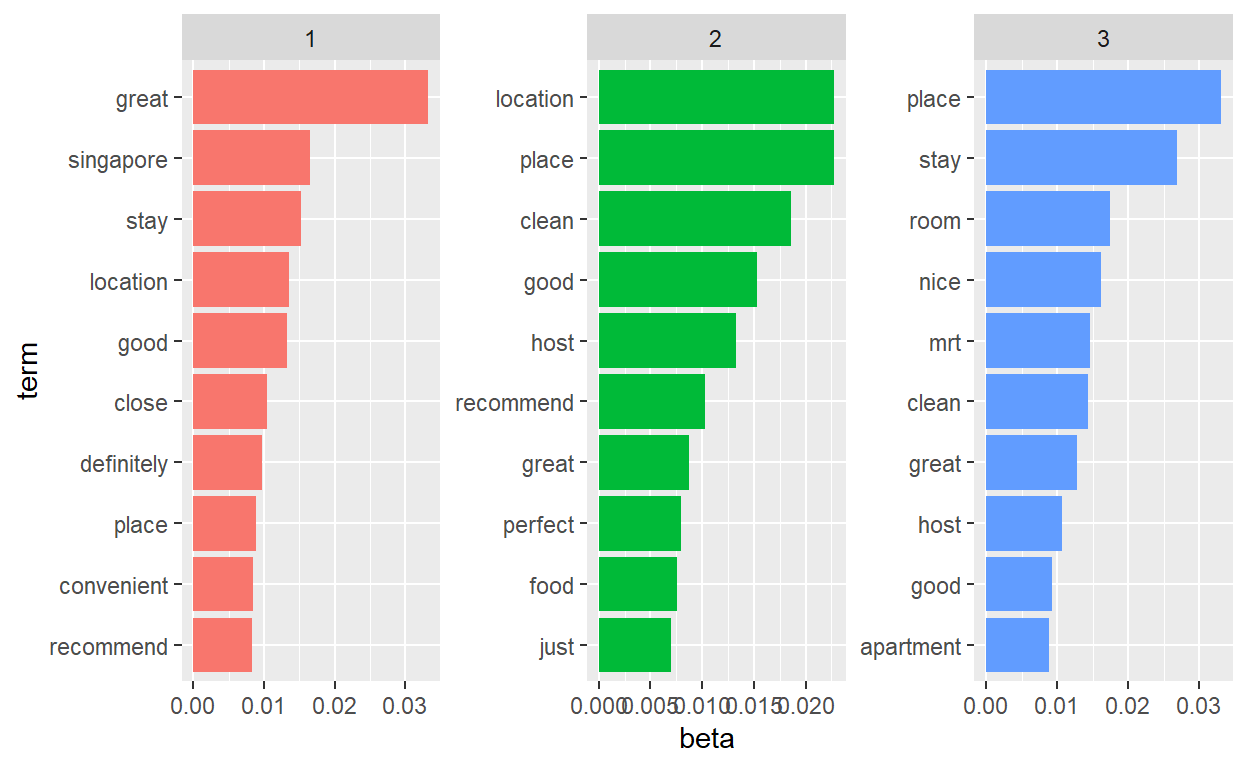 1
2
3
term
great
singapore
stay
location
good
close
definitely
place
convenient
recommend
0.00 0.01 0.02 0.03
location
place
clean
good
host
recommend
great
perfect
food
just
0.000 0.005 0.010 0.015 0.020
place
stay
room
nice
mrt
clean
great
host
good
apartment
0.00 0.01 0.02 0.03
beta